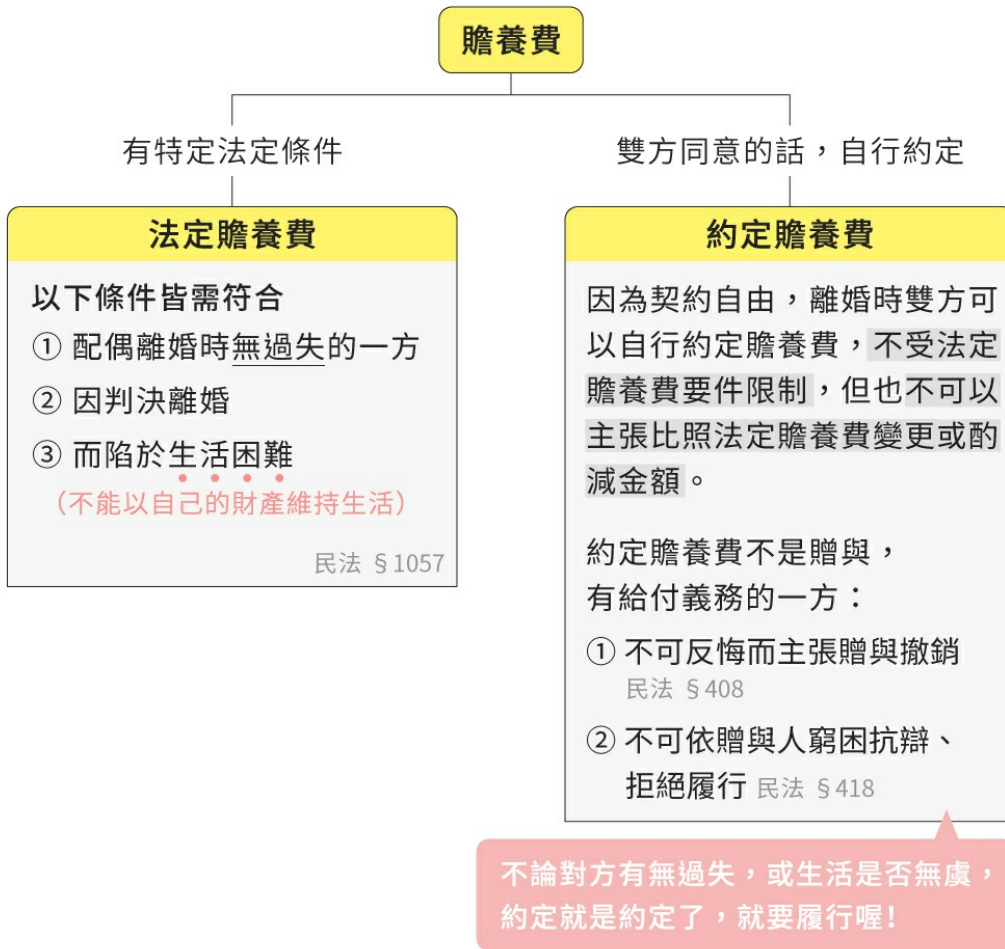 贍養費
有特定法定條件
法定贍養費
以下條件皆需符合
① 配偶離婚時無過失的一方
② 因判決離婚
③ 而陷於生活困難
（不能以自己的財產維持生活）
民法 §1057
雙方同意的話，自行約定
約定贍養費
因為契約自由，離婚時雙方可
以自行約定贍養費，不受法定
贍養費要件限制，但也不可以
主張比照法定贍養費變更或酌
減金額。
約定贍養費不是贈與，
有給付義務的一方：
① 不可反悔而主張贈與撤銷
民法 §408
② 不可依贈與人窮困抗辯、
拒絕履行 民法 §418
不論對方有無過失，或生活是否無虞，
約定就是約定了，就要履行喔!